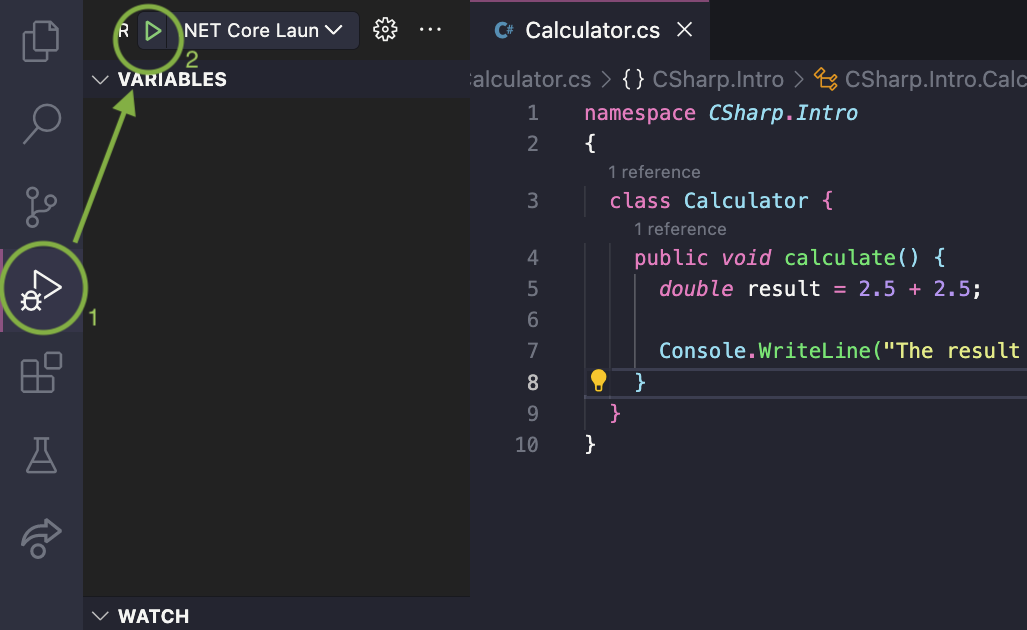 R
NET Core Laun
2
VARIABLES
1
WATCH
C# Calculator.cs
alculator.cs > {} CSharp.Intro > CSharp.Intro.Calc
1 namespace CSharp.Intro
2 {
1 reference
3 class Calculator {
1 reference
4 public void calculate() {
5 double result = 2.5 + 2.5;
6
7 Console.WriteLine("The result
8 }
9 }
10 }